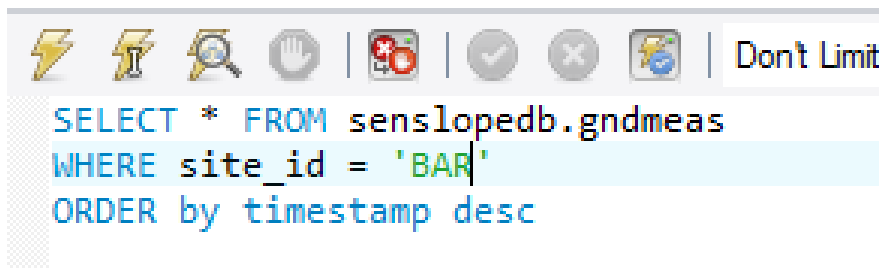 Don't Limit
SELECT * FROM senslopedb.gndmeas
WHERE site_id = 'BAR'
ORDER by timestamp desc